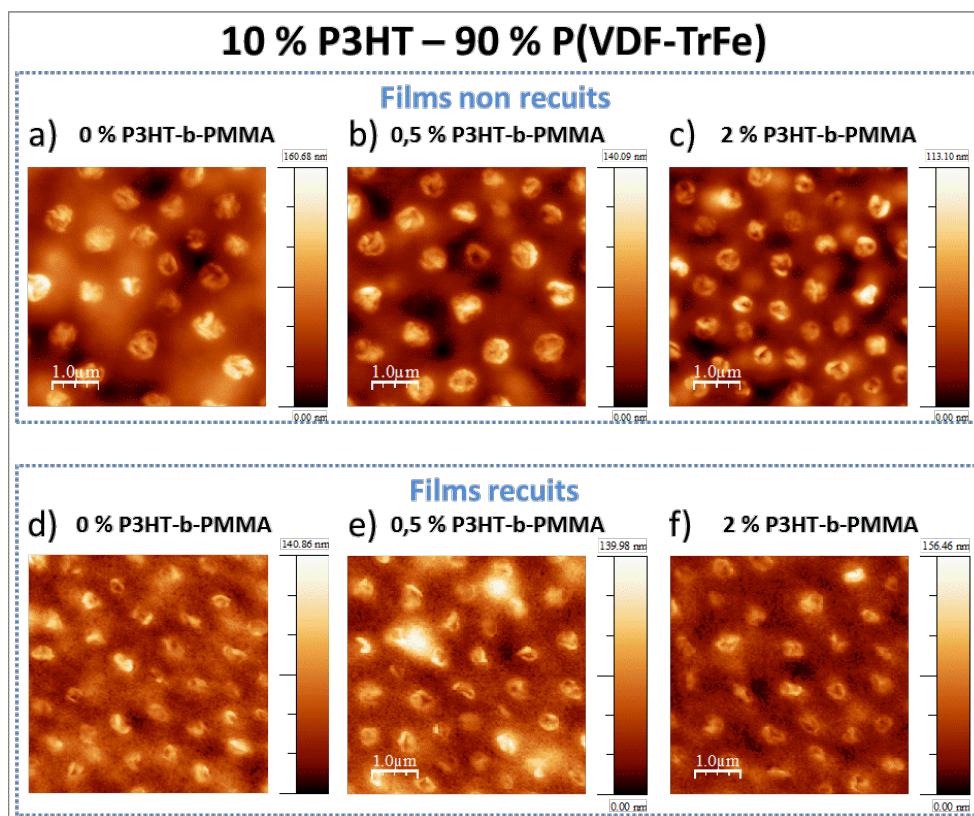 10 % P3HT – 90 % P(VDF-TrFe)
Films non recuits
a) 0 % P3HT-b-PMMA
b) 0,5 % P3HT-b-PMMA
c) 2 % P3HT-b-PMMA
160.68 nm
140.09 nm
113.10 nm
1.0µm
1.0µm
1.0µm
0.00 nm
0.00 nm
0.00 nm
Films recuits
d) 0 % P3HT-b-PMMA
e) 0,5 % P3HT-b-PMMA
f) 2 % P3HT-b-PMMA
140.86 nm
139.98 nm
156.46 nm
1.0µm
1.0µm
1.0µm
0.00 nm
0.00 nm